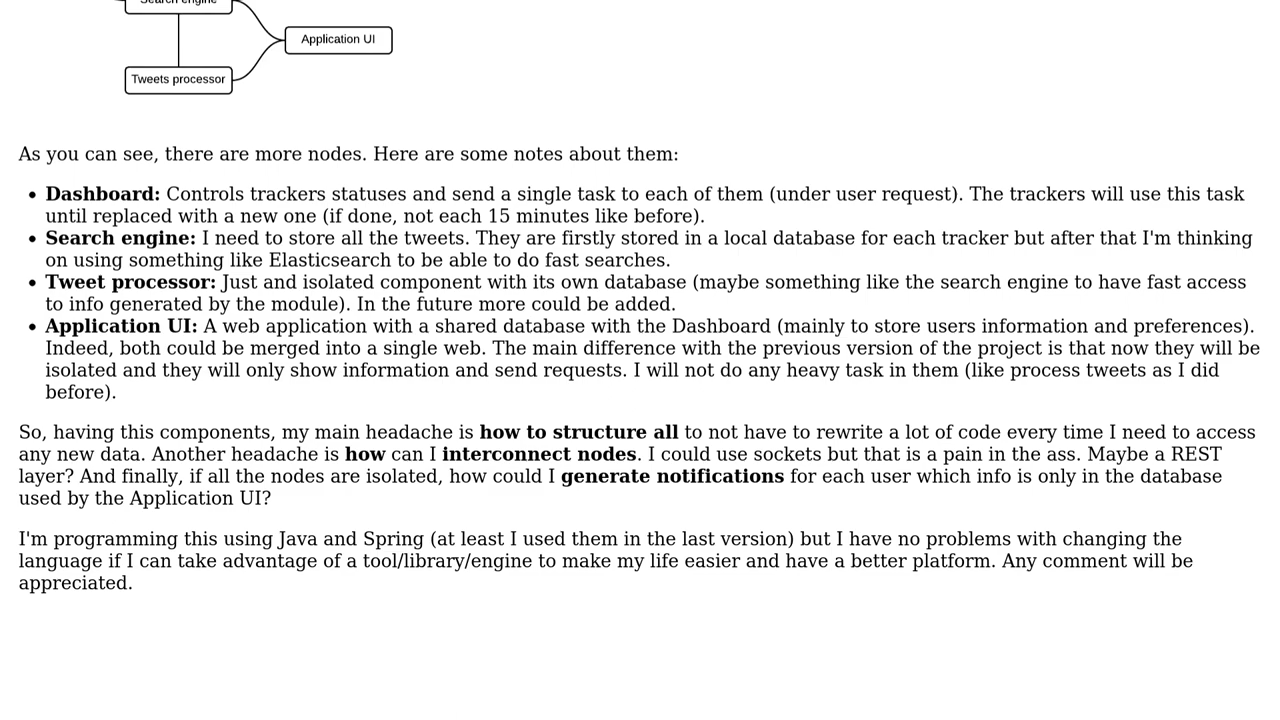 Search engine
Application UI
Tweets processor
As you can see, there are more nodes. Here are some notes about them:
• Dashboard: Controls trackers statuses and send a single task to each of them (under user request). The trackers will use this task
until replaced with a new one (if done, not each 15 minutes like before).
• Search engine: I need to store all the tweets. They are firstly stored in a local database for each tracker but after that I'm thinking
on using something like Elasticsearch to be able to do fast searches.
• Tweet processor: Just and isolated component with its own database (maybe something like the search engine to have fast access
to info generated by the module). In the future more could be added.
• Application UI: A web application with a shared database with the Dashboard (mainly to store users information and preferences).
Indeed, both could be merged into a single web. The main difference with the previous version of the project is that now they will be
isolated and they will only show information and send requests. I will not do any heavy task in them (like process tweets as I did
before).
So, having this components, my main headache is how to structure all to not have to rewrite a lot of code every time I need to access
any new data. Another headache is how can I interconnect nodes. I could use sockets but that is a pain in the ass. Maybe a REST
layer? And finally, if all the nodes are isolated, how could I generate notifications for each user which info is only in the database
used by the Application UI?
I'm programming this using Java and Spring (at least I used them in the last version) but I have no problems with changing the
language if I can take advantage of a tool/library/engine to make my life easier and have a better platform. Any comment will be
appreciated.